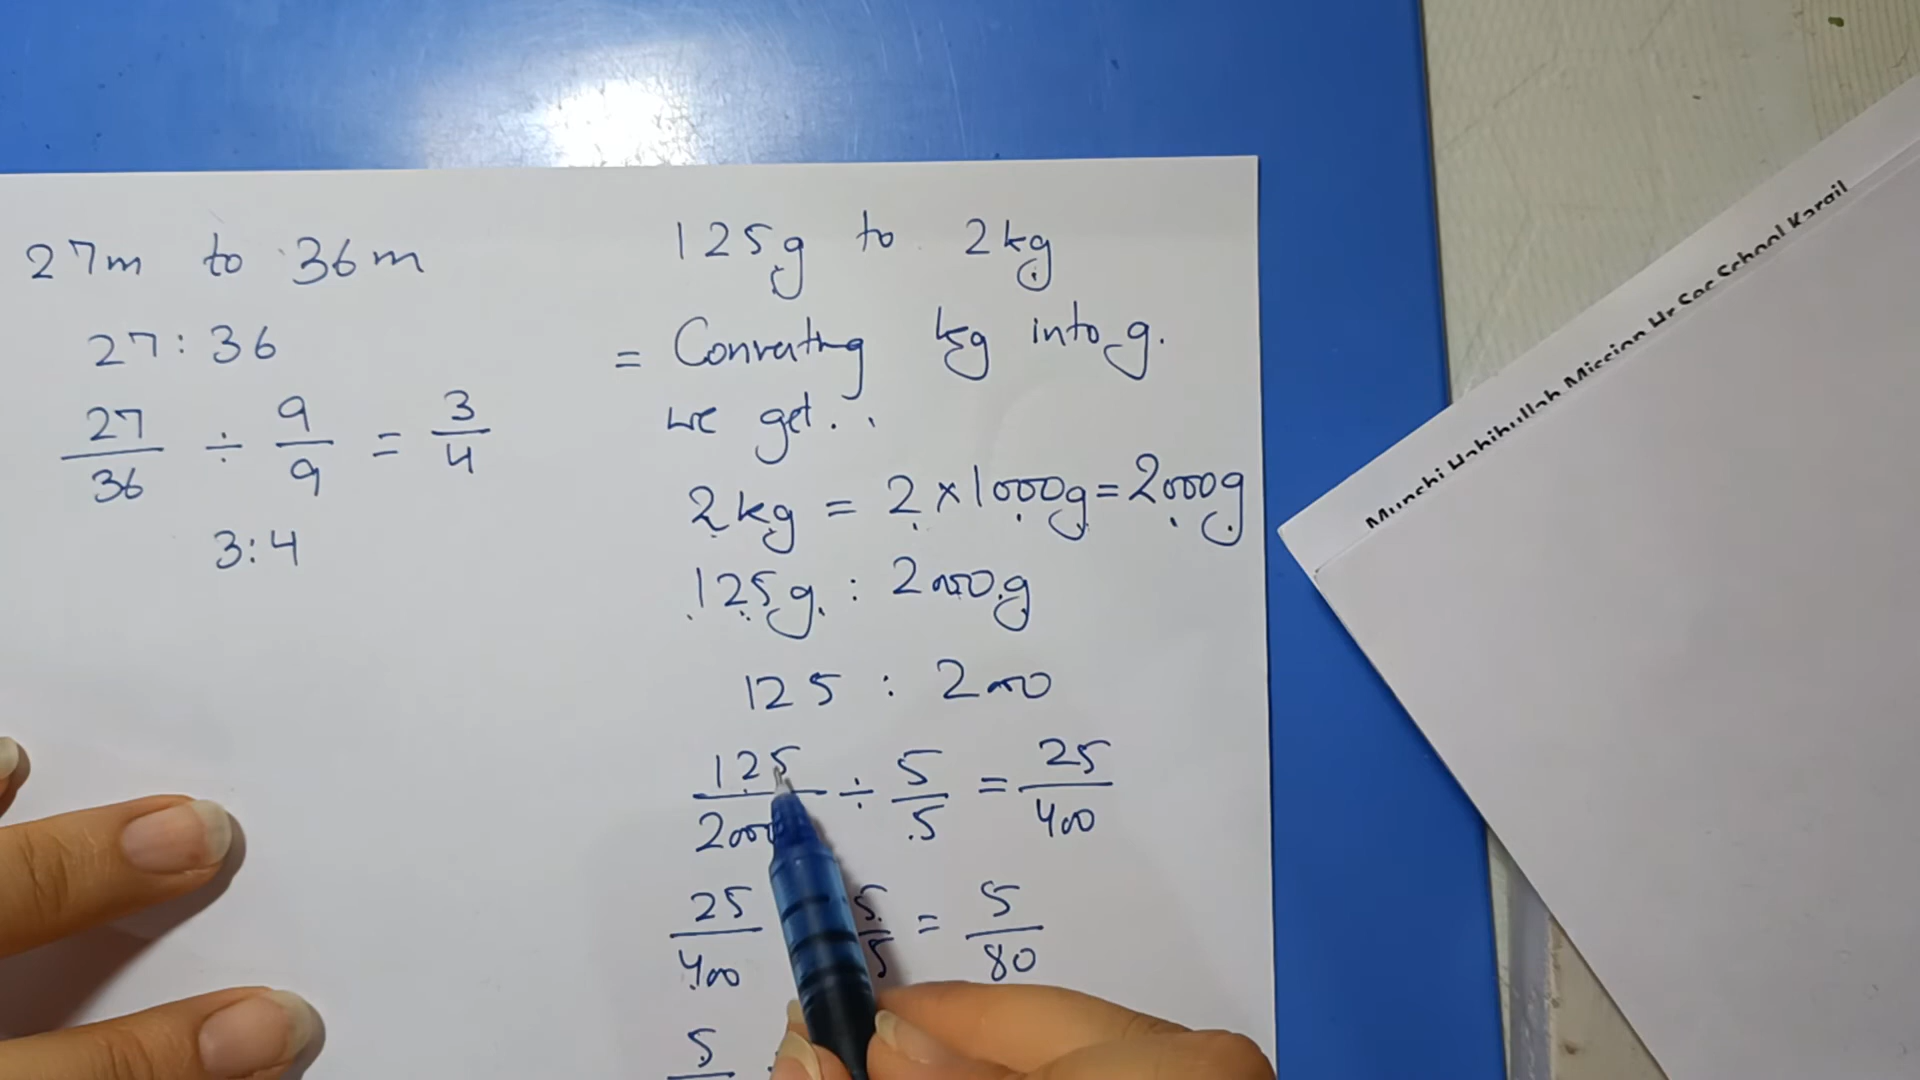 27m to 36m
27 : 36
27/36 ÷ 9/9 = 3/4
3:4
125g to 2kg
= Converting kg into g.
we get..
2kg = 2 × 1000g = 2000g
125g : 2000g
125 : 2000
125/2000 ÷ 5/5 = 25/400
25/400 5/5 = 5/80
5
Munshi Habibullah Mission Hr Sec School Karail